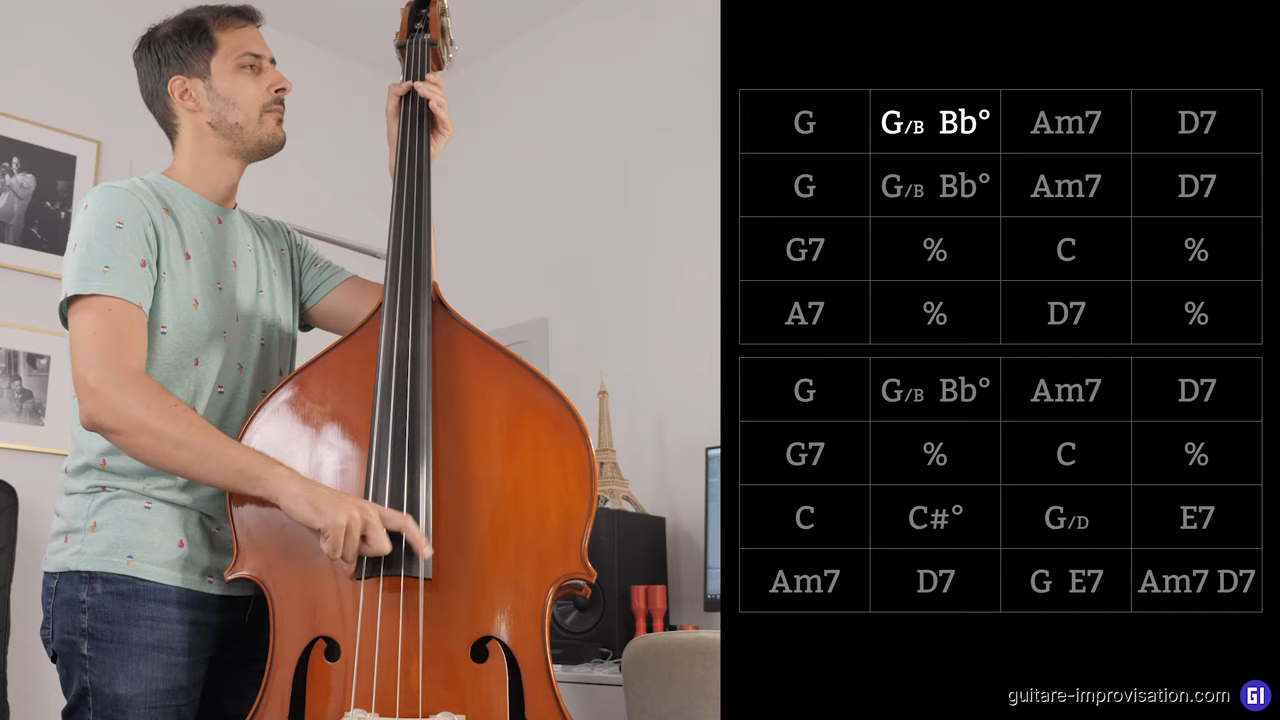 G G/B Bb° Am7 D7
G G/B Bb° Am7 D7
G7 % C %
A7 % D7 %
G G/B Bb° Am7 D7
G7 % C %
C C#° G/D E7
Am7 D7 G E7 Am7 D7
guitare-improvisation.com GI